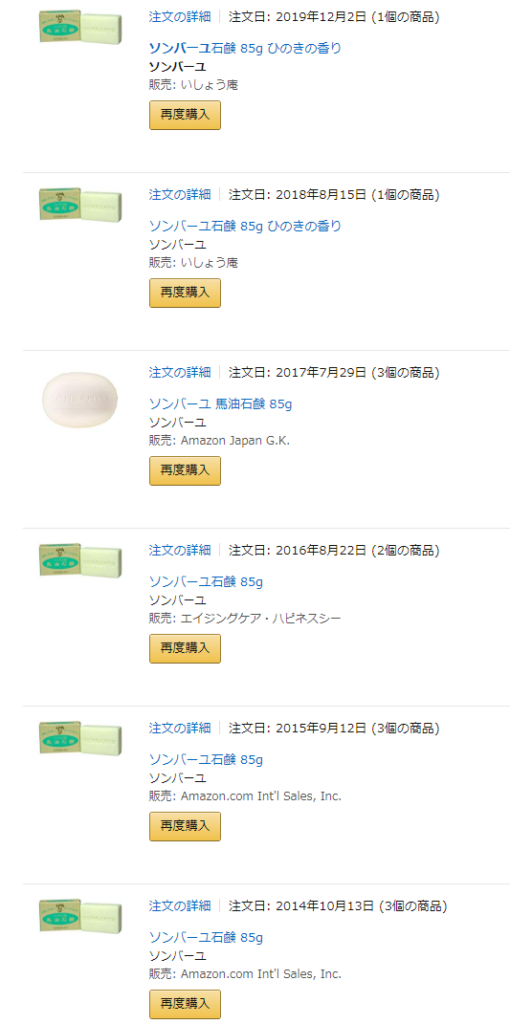 注文の詳細 注文日: 2019年12月2日 (1個の商品)
ソンバーユ石鹸 85g ひのきの香り
ソンバーユ
販売: いしょう庵
再度購入
注文の詳細 注文日: 2018年8月15日 (1個の商品)
ソンバーユ石鹸 85g ひのきの香り
ソンバーユ
販売: いしょう庵
再度購入
注文の詳細 注文日: 2017年7月29日 (3個の商品)
ソンバーユ 馬油石鹸 85g
ソンバーユ
販売: Amazon Japan G.K.
再度購入
注文の詳細 注文日: 2016年8月22日 (2個の商品)
ソンバーユ石鹸 85g
ソンバーユ
販売: エイジングケア・ハピネスシー
再度購入
注文の詳細 注文日: 2015年9月12日 (3個の商品)
ソンバーユ石鹸 85g
ソンバーユ
販売: Amazon.com Int'l Sales, Inc.
再度購入
注文の詳細 注文日: 2014年10月13日 (3個の商品)
ソンバーユ石鹸 85g
ソンバーユ
販売: Amazon.com Int'l Sales, Inc.
再度購入